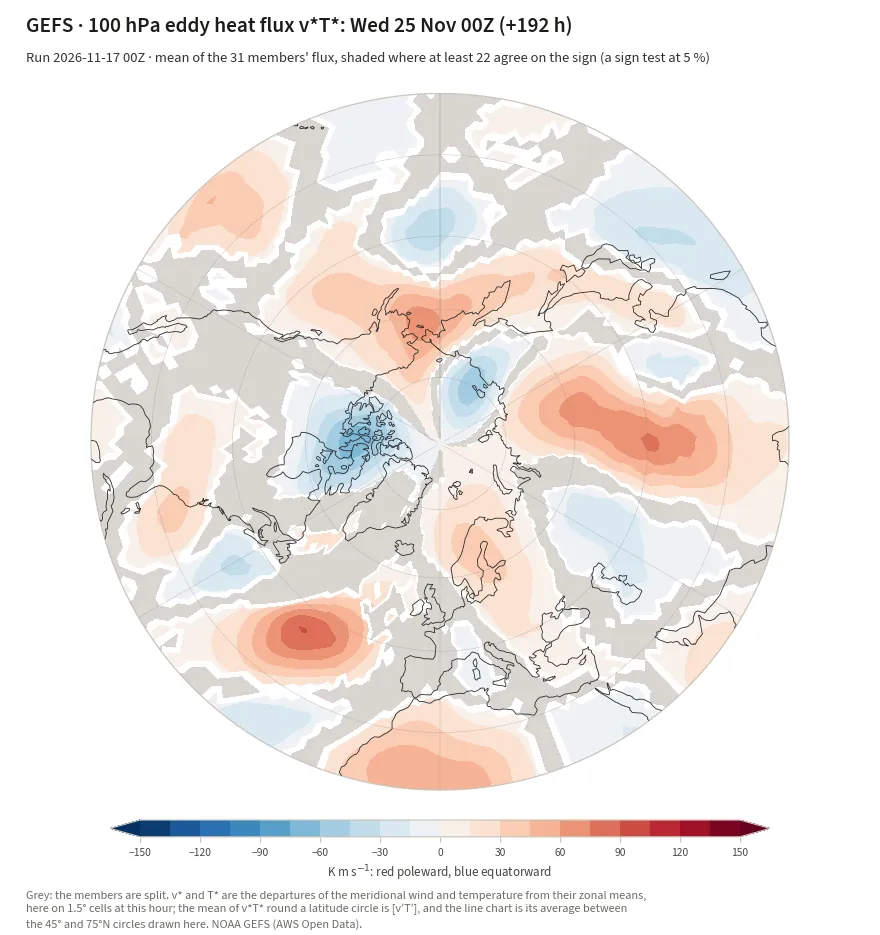 GEFS · 100 hPa eddy heat flux v*T*: Wed 25 Nov 00Z (+192 h)
Run 2026-11-17 00Z · mean of the 31 members' flux, shaded where at least 22 agree on the sign (a sign test at 5 %)
−150 −120 −90 −60 −30 0 30 60 90 120 150
K m s⁻¹: red poleward, blue equatorward
Grey: the members are split. v* and T* are the departures of the meridional wind and temperature from their zonal means,
here on 1.5° cells at this hour; the mean of v*T* round a latitude circle is [v′T′], and the line chart is its average between
the 45° and 75°N circles drawn here. NOAA GEFS (AWS Open Data).